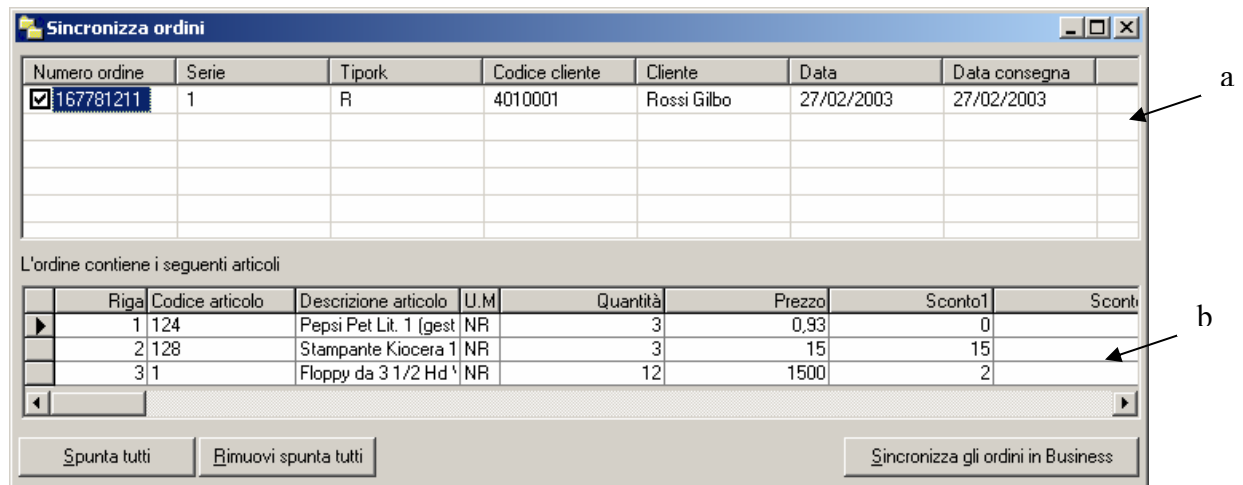 Sincronizza ordini
Numero ordine Serie Tipork Codice cliente Cliente Data Data consegna
167781211 1 R 4010001 Rossi Gilbo 27/02/2003 27/02/2003
a
L'ordine contiene i seguenti articoli
Riga Codice articolo Descrizione articolo U.M Quantità Prezzo Sconto1 Sconto
1 124 Pepsi Pet Lit. 1 (gest NR 3 0,93 0
b
2 128 Stampante Kiocera 1 NR 3 15 15
3 1 Floppy da 3 1/2 Hd NR 12 1500 2
Spunta tutti Rimuovi spunta tutti Sincronizza gli ordini in Business